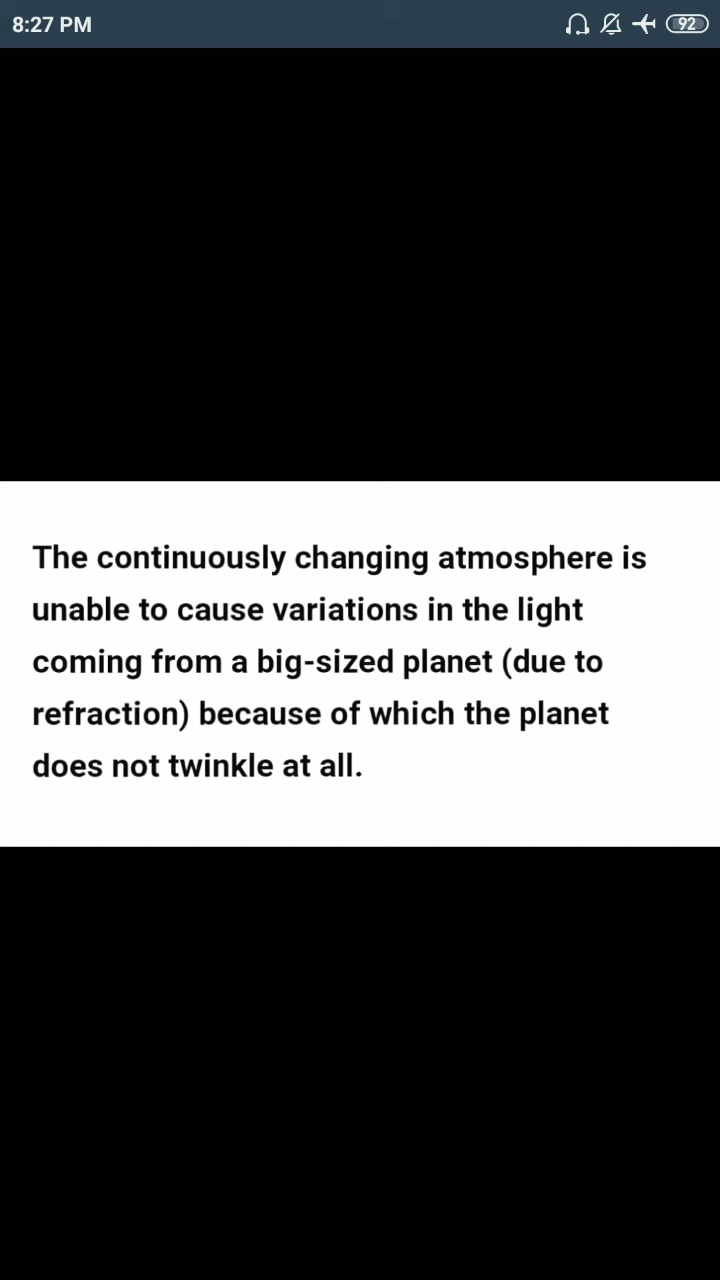 8:27 PM
92
The continuously changing atmosphere is
unable to cause variations in the light
coming from a big-sized planet (due to
refraction) because of which the planet
does not twinkle at all.